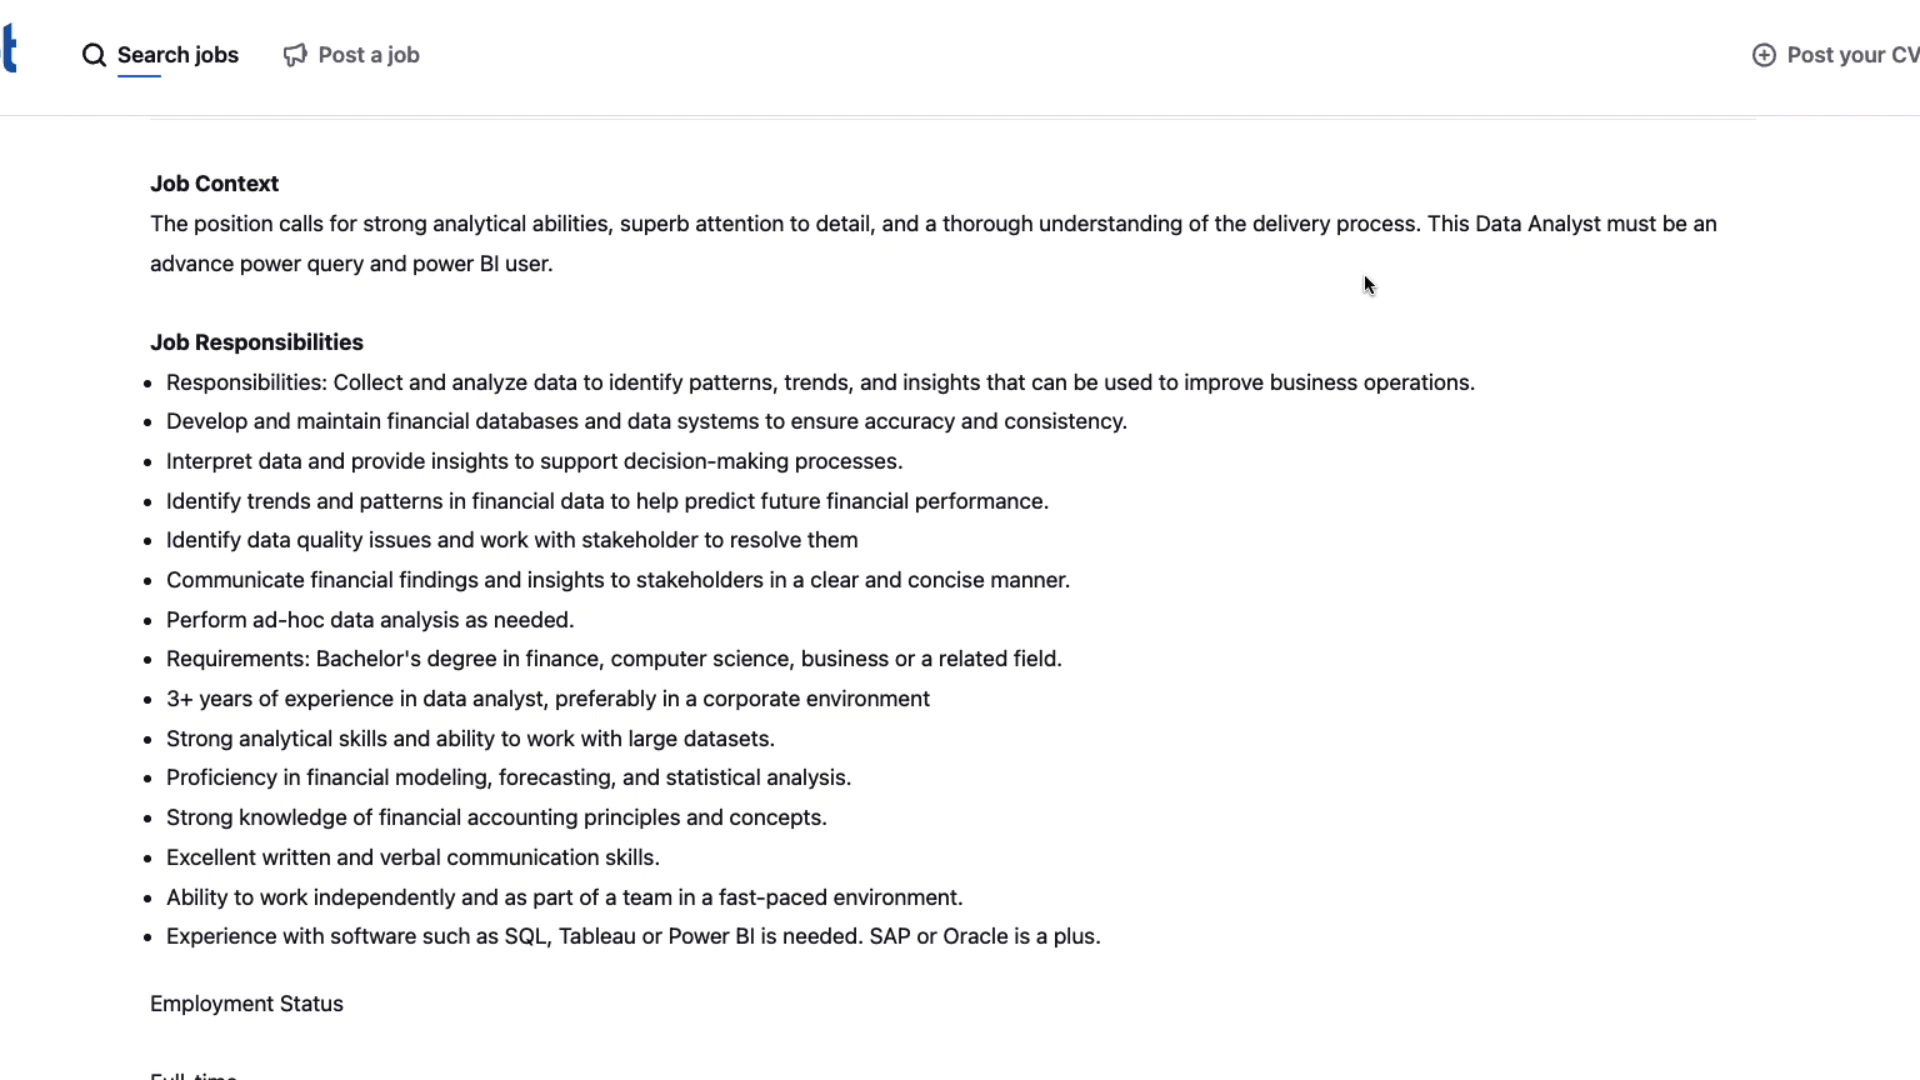 t
Search jobs
Post a job
Post your CV
Job Context
The position calls for strong analytical abilities, superb attention to detail, and a thorough understanding of the delivery process. This Data Analyst must be an
advance power query and power BI user.
Job Responsibilities
Responsibilities: Collect and analyze data to identify patterns, trends, and insights that can be used to improve business operations.
Develop and maintain financial databases and data systems to ensure accuracy and consistency.
Interpret data and provide insights to support decision-making processes.
Identify trends and patterns in financial data to help predict future financial performance.
Identify data quality issues and work with stakeholder to resolve them
Communicate financial findings and insights to stakeholders in a clear and concise manner.
Perform ad-hoc data analysis as needed.
Requirements: Bachelor's degree in finance, computer science, business or a related field.
3+ years of experience in data analyst, preferably in a corporate environment
Strong analytical skills and ability to work with large datasets.
Proficiency in financial modeling, forecasting, and statistical analysis.
Strong knowledge of financial accounting principles and concepts.
Excellent written and verbal communication skills.
Ability to work independently and as part of a team in a fast-paced environment.
Experience with software such as SQL, Tableau or Power BI is needed. SAP or Oracle is a plus.
Employment Status
Full-time